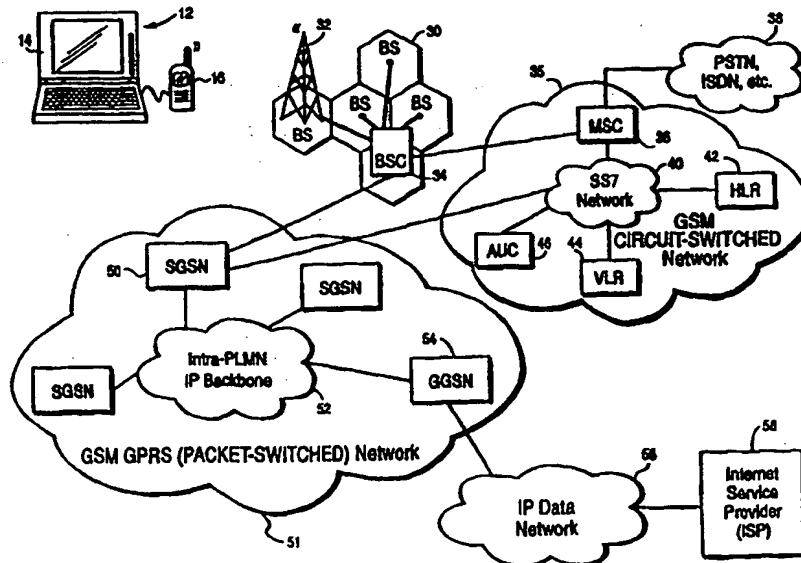 12
14
16
32
30
BS
BS
BS
BS
BSC
34
35
38
PSTN,
ISDN, etc.
MSC
36
40
SS7
Network
42
HLR
GSM
CIRCUIT-SWITCHED
Network
AUC
46
44
VLR
50
SGSN
SGSN
SGSN
Intra-PLMN
IP Backbone
52
54
GGSN
GSM GPRS (PACKET-SWITCHED) Network
51
56
IP Data
Network
58
Internet
Service
Provider
(ISP)